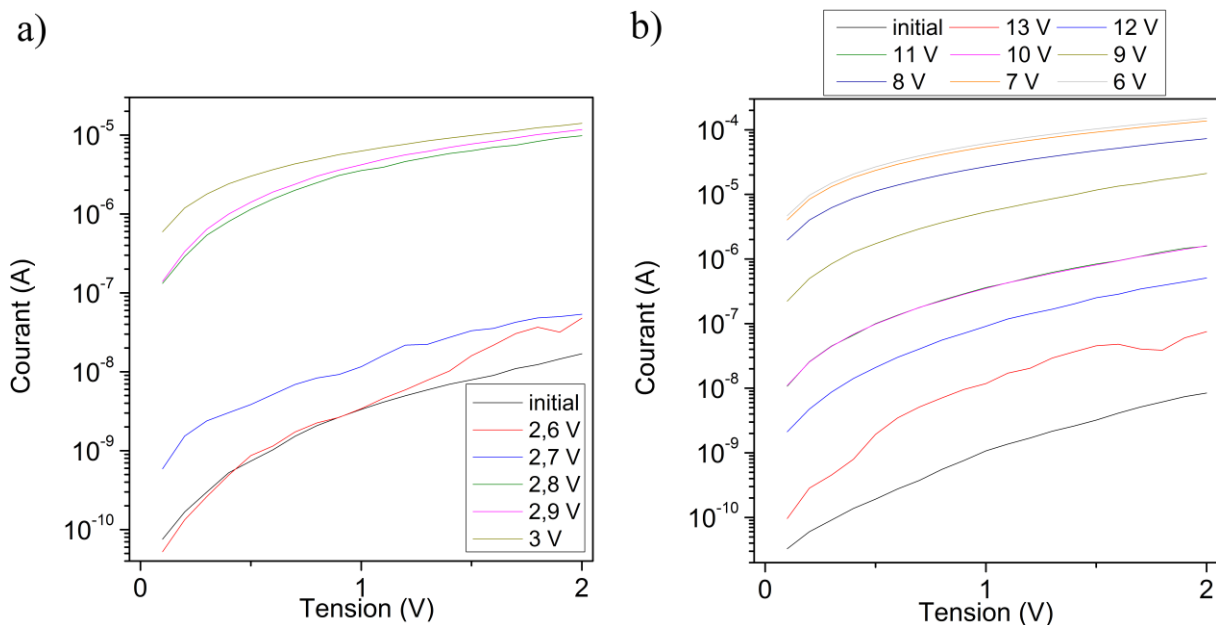 a)
10⁻⁵
10⁻⁶
10⁻⁷
10⁻⁸
10⁻⁹
10⁻¹⁰
Courant (A)
initial
2,6 V
2,7 V
2,8 V
2,9 V
3 V
0 1 2
Tension (V)
b)
initial 13 V 12 V
11 V 10 V 9 V
8 V 7 V 6 V
10⁻⁴
10⁻⁵
10⁻⁶
10⁻⁷
10⁻⁸
10⁻⁹
10⁻¹⁰
Courant (A)
0 1 2
Tension (V)